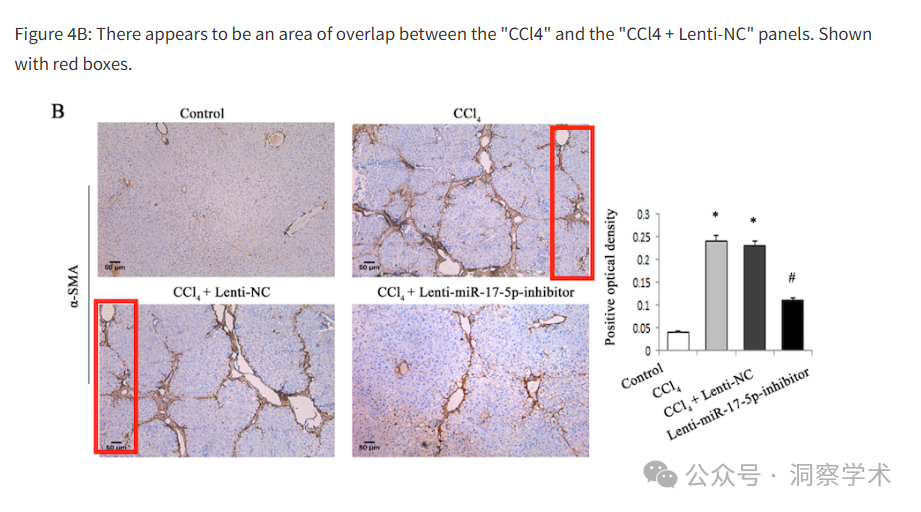 Figure 4B: There appears to be an area of overlap between the "CCl4" and the "CCl4 + Lenti-NC" panels. Shown
with red boxes.
B
Control
CCl₄
α-SMA
50 μm
50 μm
CCl₄ + Lenti-NC
CCl₄ + Lenti-miR-17-5p-inhibitor
50 μm
50 μm
Positive optical density
0.3
0.25
0.2
0.15
0.1
0.05
0
*
*
#
Control
CCl₄
CCl₄ + Lenti-NC
Lenti-miR-17-5p-inhibitor
公众号 · 洞察学术